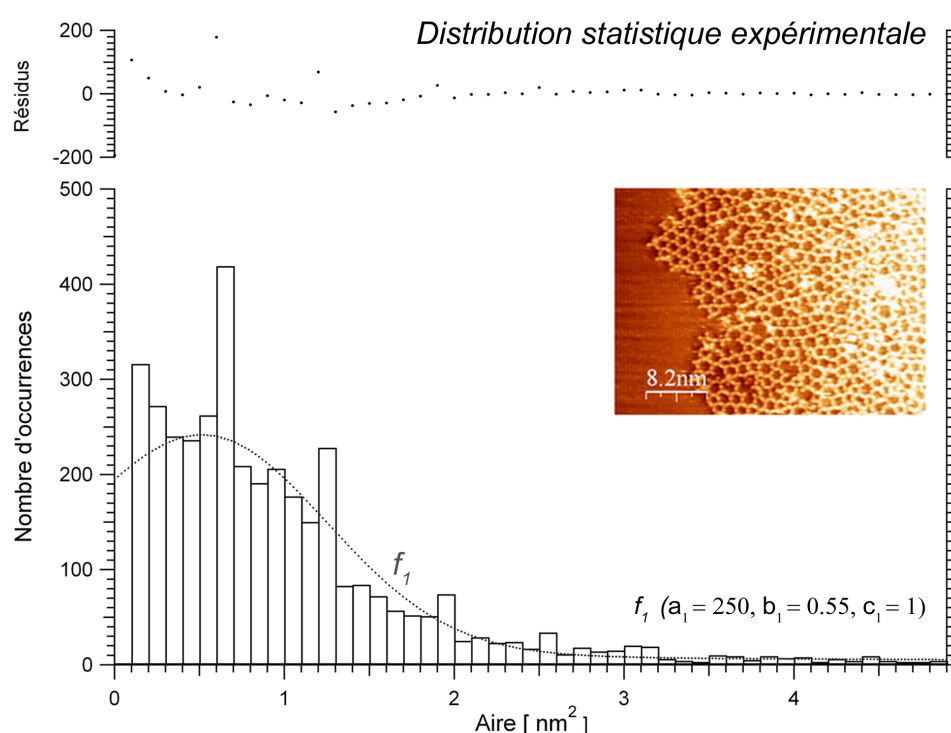 Distribution statistique expérimentale
200
0
-200
Résidus
500
400
300
200
100
0
Nombre d'occurrences
8.2nm
f1
f1 (a1 = 250, b1 = 0.55, c1 = 1)
0 1 2 3 4
Aire [ nm2 ]